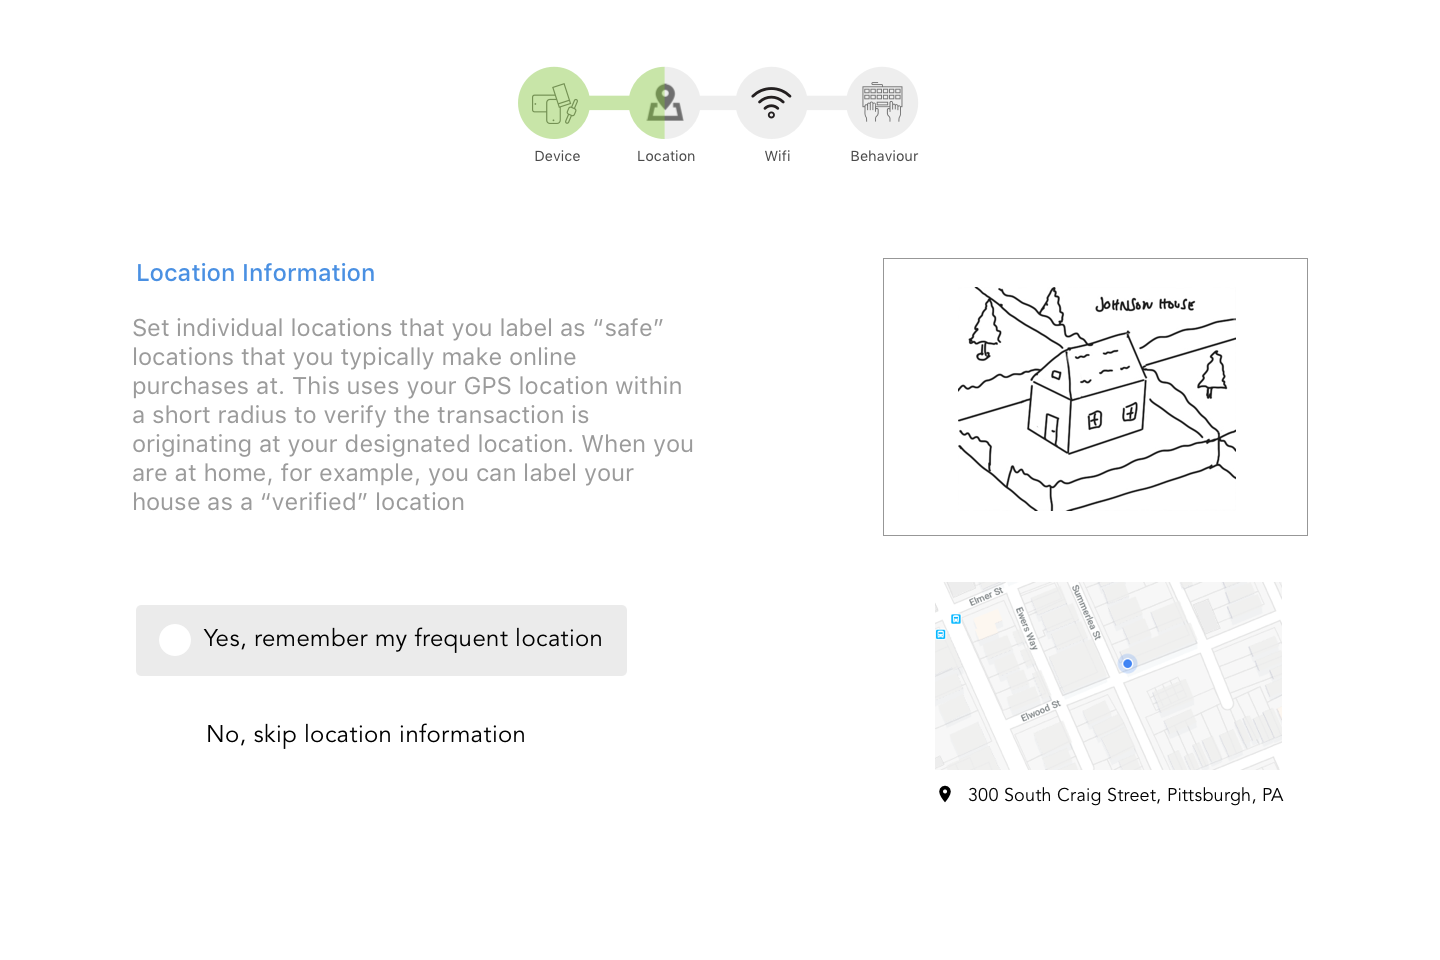 Device
Location
Wifi
Behaviour
Location Information
Set individual locations that you label as “safe”
locations that you typically make online
purchases at. This uses your GPS location within
a short radius to verify the transaction is
originating at your designated location. When you
are at home, for example, you can label your
house as a “verified” location
Yes, remember my frequent location
No, skip location information
JOHNSON HOUSE
Elmer St
Ewers Way
Summerlea St
Elwood St
300 South Craig Street, Pittsburgh, PA